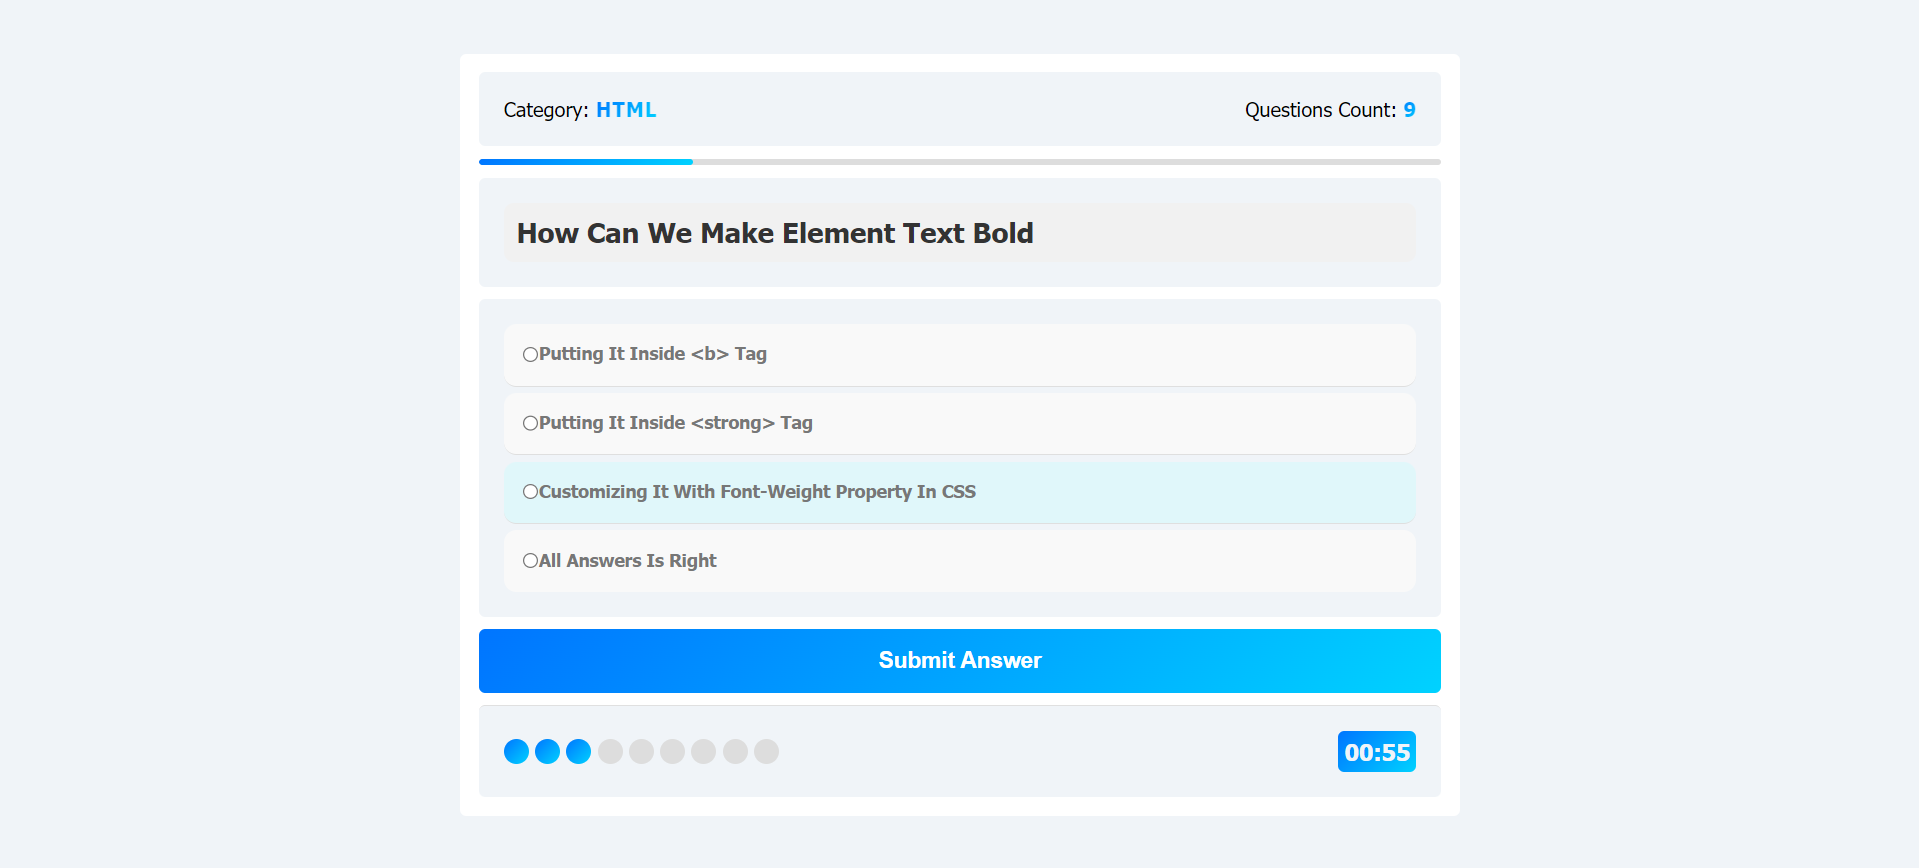 Category: HTML
Questions Count: 9
How Can We Make Element Text Bold
Putting It Inside <b> Tag
Putting It Inside <strong> Tag
Customizing It With Font-Weight Property In CSS
All Answers Is Right
Submit Answer
00:55